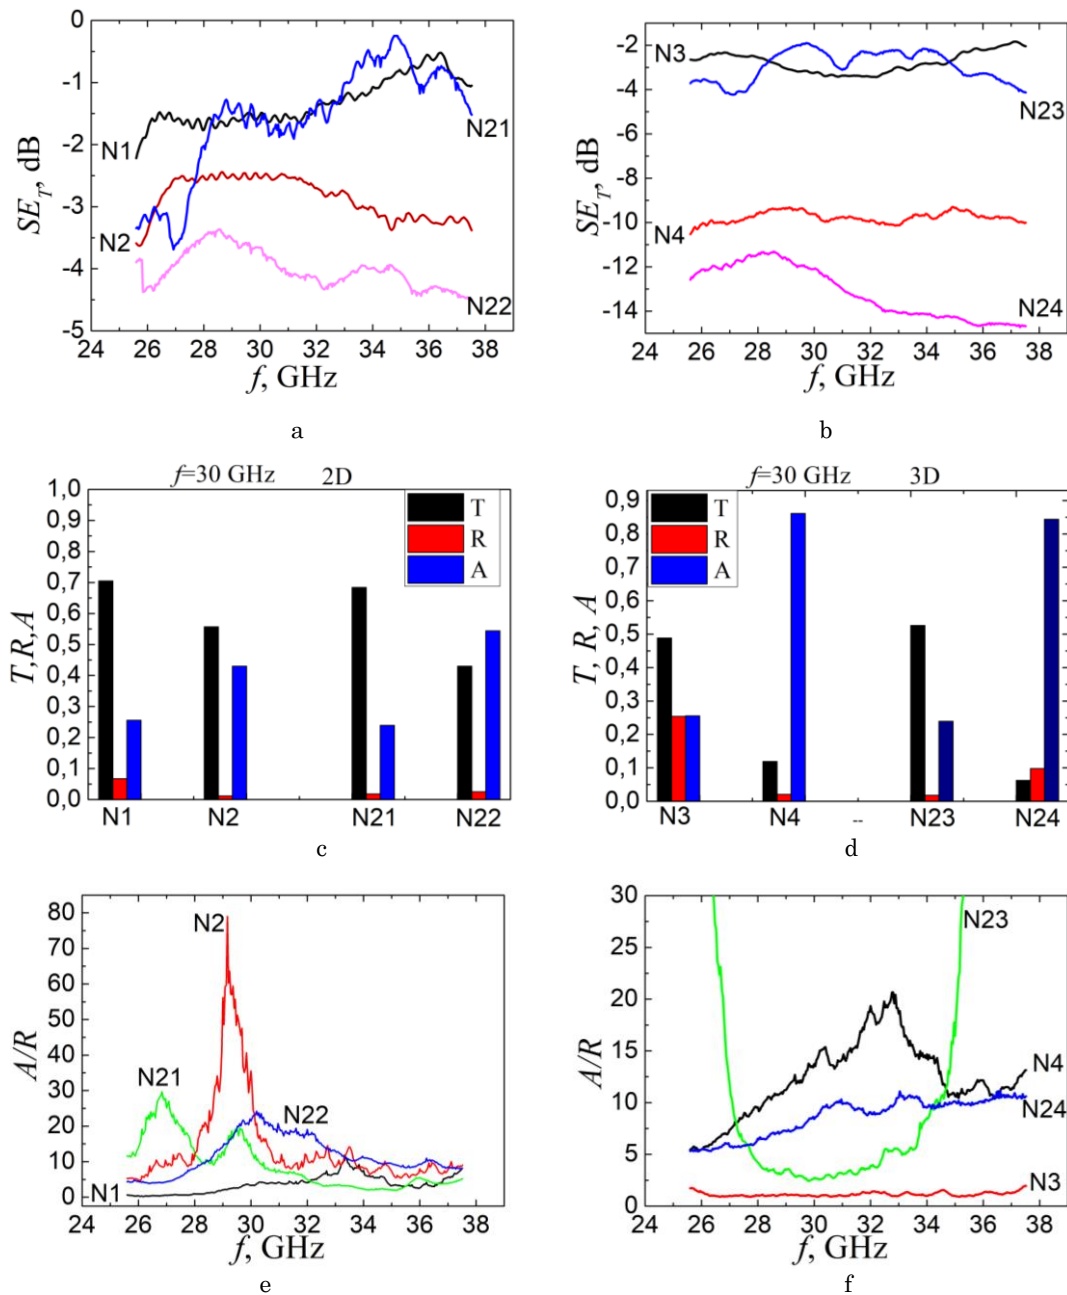 0
-1
-2
-3
-4
-5
SE_T, dB
N1
N2
N21
N22
24 26 28 30 32 34 36 38
f, GHz
a
-2
-4
-6
-8
-10
-12
-14
SE_T, dB
N3
N23
N4
N24
24 26 28 30 32 34 36 38
f, GHz
b
f=30 GHz 2D
1,0
0,9
0,8
0,7
0,6
0,5
0,4
0,3
0,2
0,1
0,0
T,R,A
T
R
A
N1 N2 N21 N22
c
f=30 GHz 3D
0,9
0,8
0,7
0,6
0,5
0,4
0,3
0,2
0,1
0,0
T, R, A
T
R
A
N3 N4 -- N23 N24
d
80
70
60
50
40
30
20
10
0
A/R
N2
N21
N22
N1
24 26 28 30 32 34 36 38
f, GHz
e
30
25
20
15
10
5
0
A/R
N23
N4
N24
N3
24 26 28 30 32 34 36 38
f, GHz
f